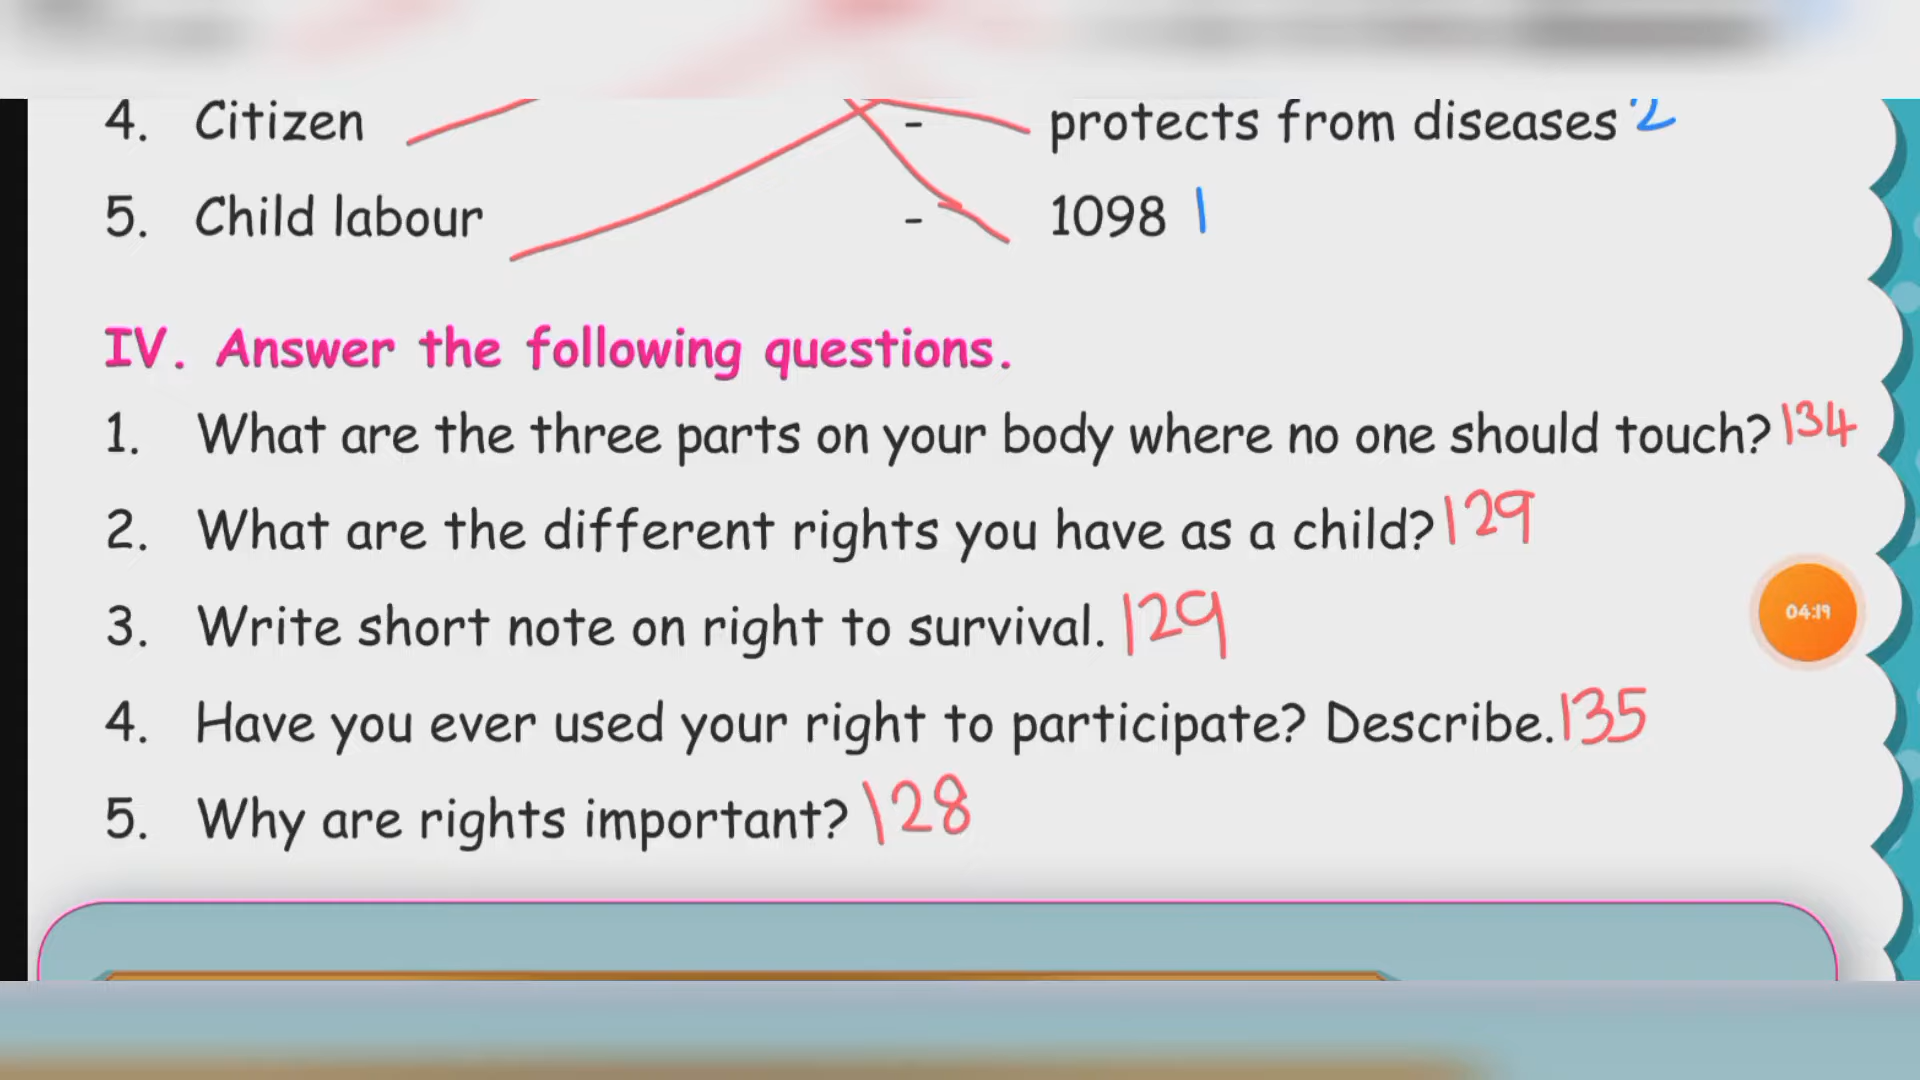 4. Citizen - protects from diseases 2
5. Child labour - 1098 1
IV. Answer the following questions.
1. What are the three parts on your body where no one should touch? 134
2. What are the different rights you have as a child? 129
3. Write short note on right to survival. 129
04:19
4. Have you ever used your right to participate? Describe. 135
5. Why are rights important? 128